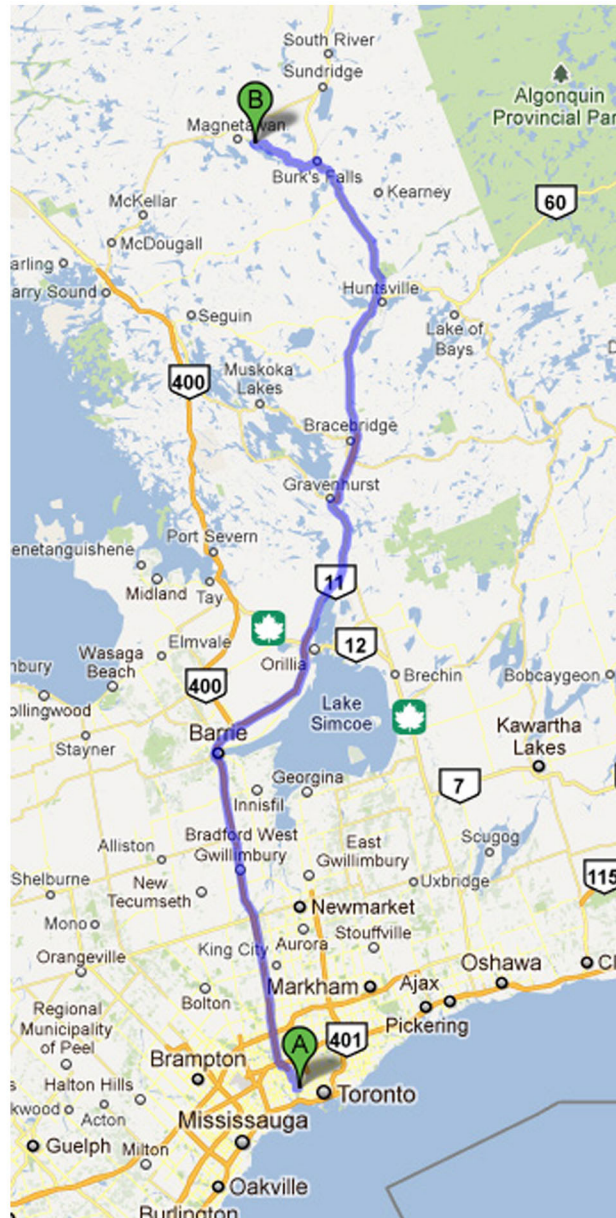 South River
Sundridge
Algonquin
Provincial Par
B
Magnetawan
Burk's Falls
Kearney
McKellar
60
McDougall
arling
arry Sound
Huntsville
Seguin
Lake of
Bays
400
Muskoka
Lakes
Bracebridge
Gravenhurst
Port Severn
enetanguishene
11
Midland
Tay
Elmvale
12
Orillia
Wasaga
Beach
Brechin
Bobcaygeon
nbury
400
ollingwood
Lake
Simcoe
Barrie
Kawartha
Lakes
Stayner
Georgina
7
Innisfil
Bradford West
Gwillimbury
East
Gwillimbury
Scugog
Alliston
Shelburne
New
Tecumseth
Uxbridge
115
Newmarket
Mono
Aurora
Stouffville
King City
Orangeville
Oshawa
Cl
Markham
Ajax
Bolton
Pickering
Regional
Municipality
of Peel
A
401
Brampton
Halton Hills
Toronto
kwood
Acton
Mississauga
Guelph
Milton
Oakville
Burlington